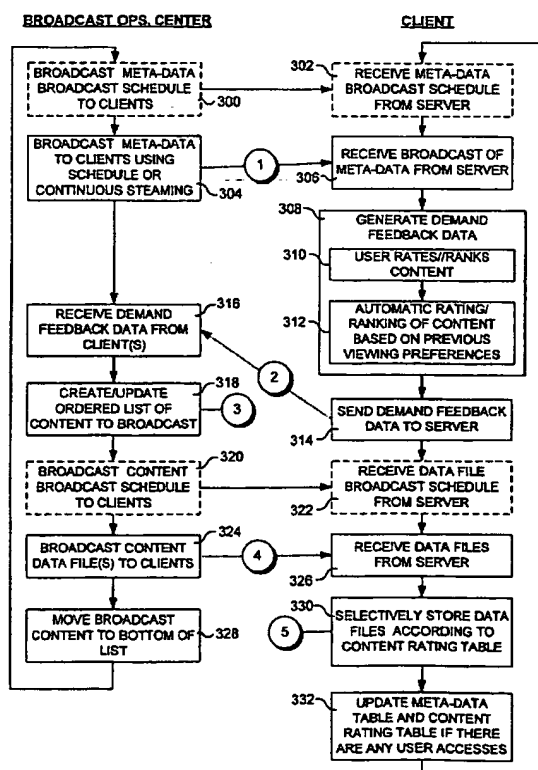 BROADCAST OPS. CENTER
CLIENT
BROADCAST META-DATA
BROADCAST SCHEDULE
TO CLIENTS
300
302
RECEIVE META-DATA
BROADCAST SCHEDULE
FROM SERVER
BROADCAST META-DATA
TO CLIENTS USING
SCHEDULE OR
CONTINUOUS STEAMING
304
1
RECEIVE BROADCAST OF
META-DATA FROM SERVER
306
308
GENERATE DEMAND
FEEDBACK DATA
310
USER RATES//RANKS
CONTENT
312
AUTOMATIC RATING/
RANKING OF CONTENT
BASED ON PREVIOUS
VIEWING PREFERENCES
316
RECEIVE DEMAND
FEEDBACK DATA FROM
CLIENT(S)
2
318
CREATE/UPDATE
ORDERED LIST OF
CONTENT TO BROADCAST
3
SEND DEMAND FEEDBACK
DATA TO SERVER
314
320
BROADCAST CONTENT
BROADCAST SCHEDULE
TO CLIENTS
RECEIVE DATA FILE
BROADCAST SCHEDULE
FROM SERVER
322
324
BROADCAST CONTENT
DATA FILE(S) TO CLIENTS
4
RECEIVE DATA FILES
FROM SERVER
326
MOVE BROADCAST
CONTENT TO BOTTOM OF
LIST
328
330
SELECTIVELY STORE DATA
FILES ACCORDING TO
CONTENT RATING TABLE
5
332
UPDATE META-DATA
TABLE AND CONTENT
RATING TABLE IF THERE
ARE ANY USER ACCESSES